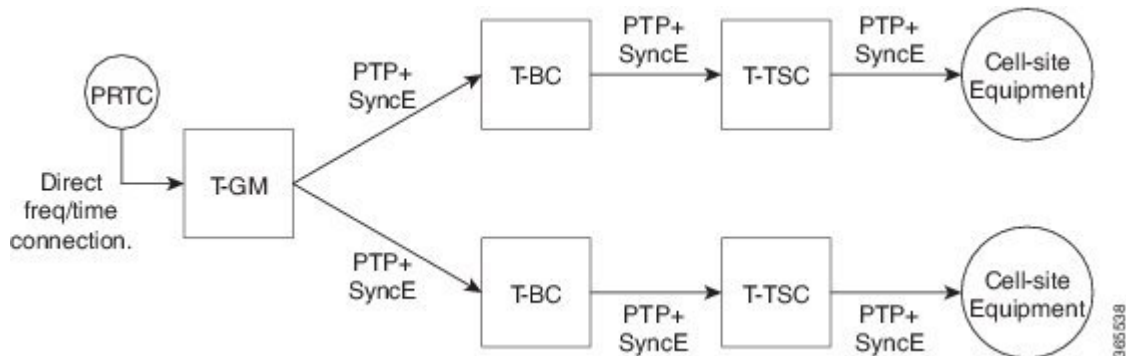 PRTC
Direct
freq/time
connection.
T-GM
PTP+
SyncE
T-BC
PTP+
SyncE
T-TSC
PTP+
SyncE
Cell-site
Equipment
PTP+
SyncE
T-BC
PTP+
SyncE
T-TSC
PTP+
SyncE
Cell-site
Equipment
365538